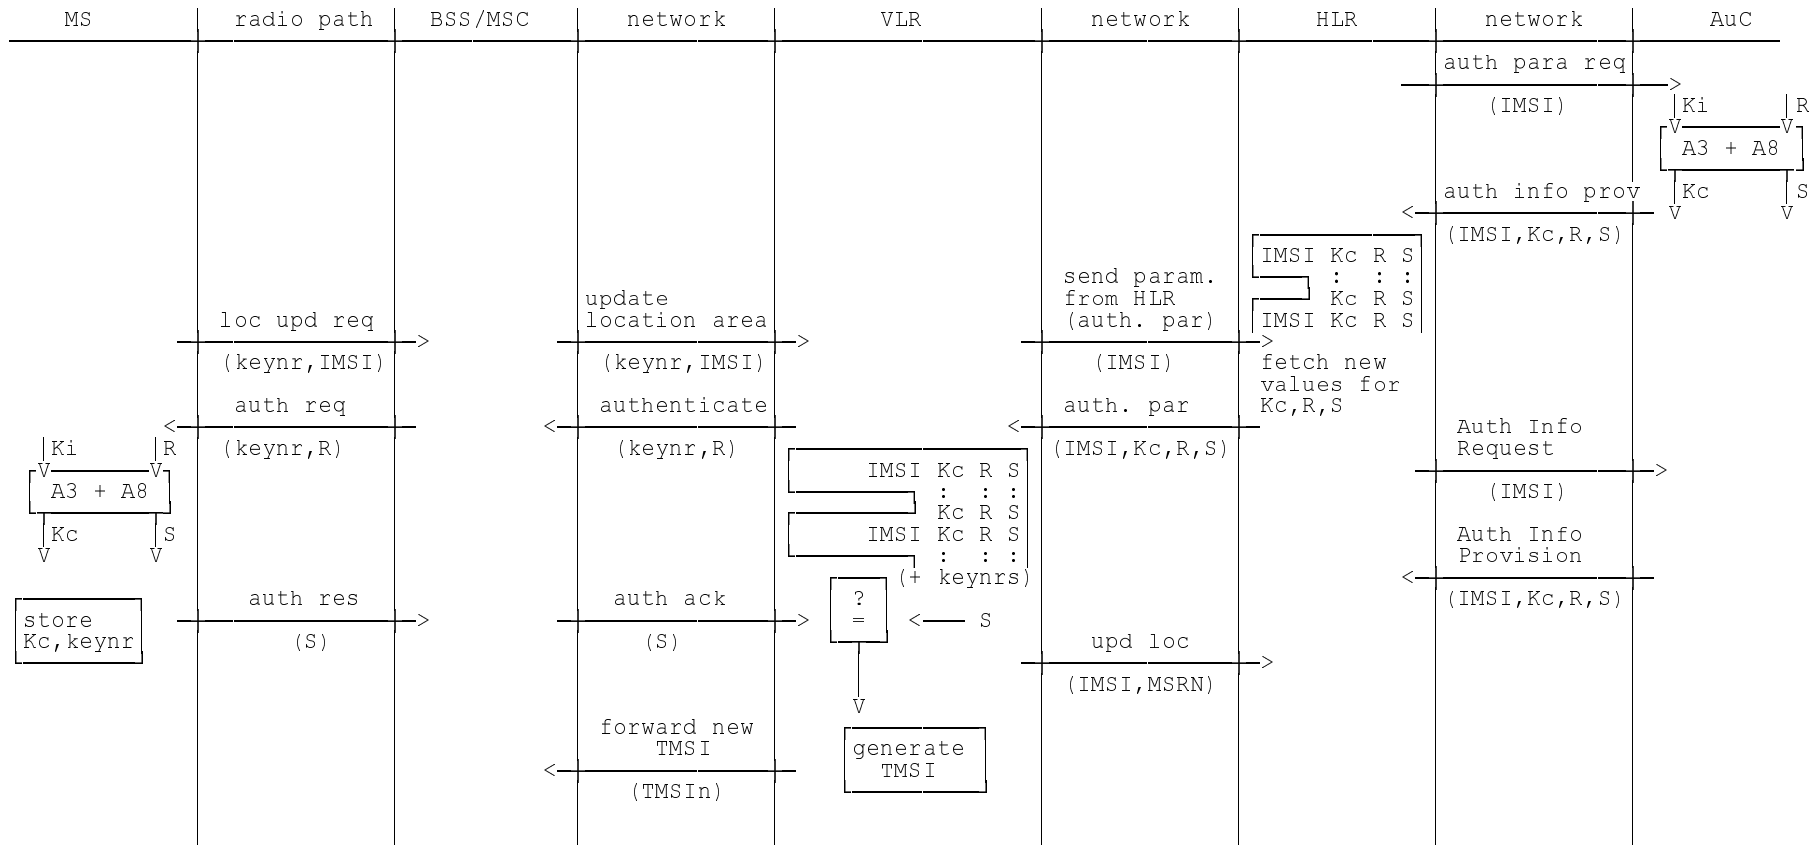 MS radio path BSS/MSC network VLR network HLR network AuC
auth para req
(IMSI)
Ki R
A3 + A8
auth info prov Kc S
(IMSI,Kc,R,S)
IMSI Kc R S
send param. : : :
update from HLR Kc R S
loc upd req location area (auth. par) IMSI Kc R S
(keynr,IMSI) (keynr,IMSI) (IMSI) fetch new
values for
auth req authenticate auth. par Kc,R,S
Auth Info
Ki R (keynr,R) (keynr,R) (IMSI,Kc,R,S) Request
IMSI Kc R S
A3 + A8 : : : (IMSI)
Kc R S
Kc S IMSI Kc R S Auth Info
: : : Provision
(+ keynrs)
auth res auth ack ? (IMSI,Kc,R,S)
store = S
Kc,keynr (S) (S) upd loc
(IMSI,MSRN)
forward new
TMSI generate
TMSI
(TMSIn)